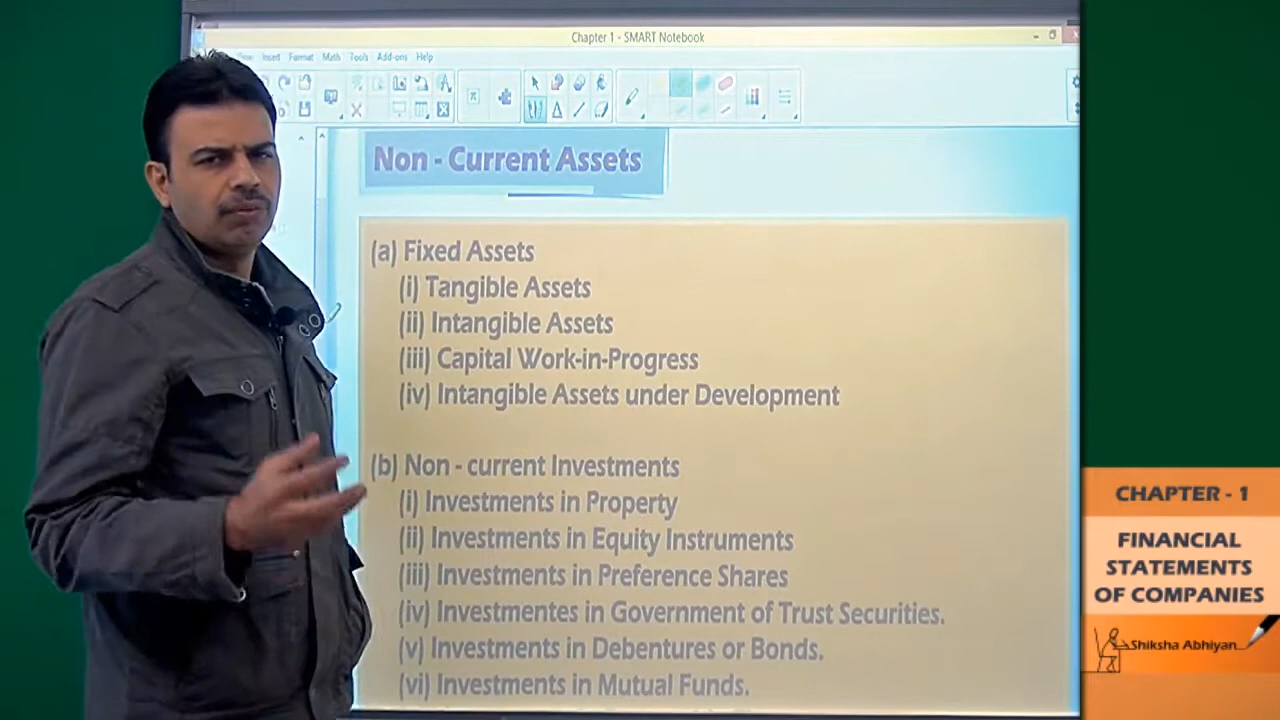 Chapter 1 - SMART Notebook
Insert Format Math Tools Add-ons Help
Non - Current Assets
(a) Fixed Assets
(i) Tangible Assets
(ii) Intangible Assets
(iii) Capital Work-in-Progress
(iv) Intangible Assets under Development
(b) Non - current Investments
(i) Investments in Property
(ii) Investments in Equity Instruments
(iii) Investments in Preference Shares
(iv) Investmentes in Government of Trust Securities.
(v) Investments in Debentures or Bonds.
(vi) Investments in Mutual Funds.
CHAPTER - 1
FINANCIAL
STATEMENTS
OF COMPANIES
Shiksha Abhiyan